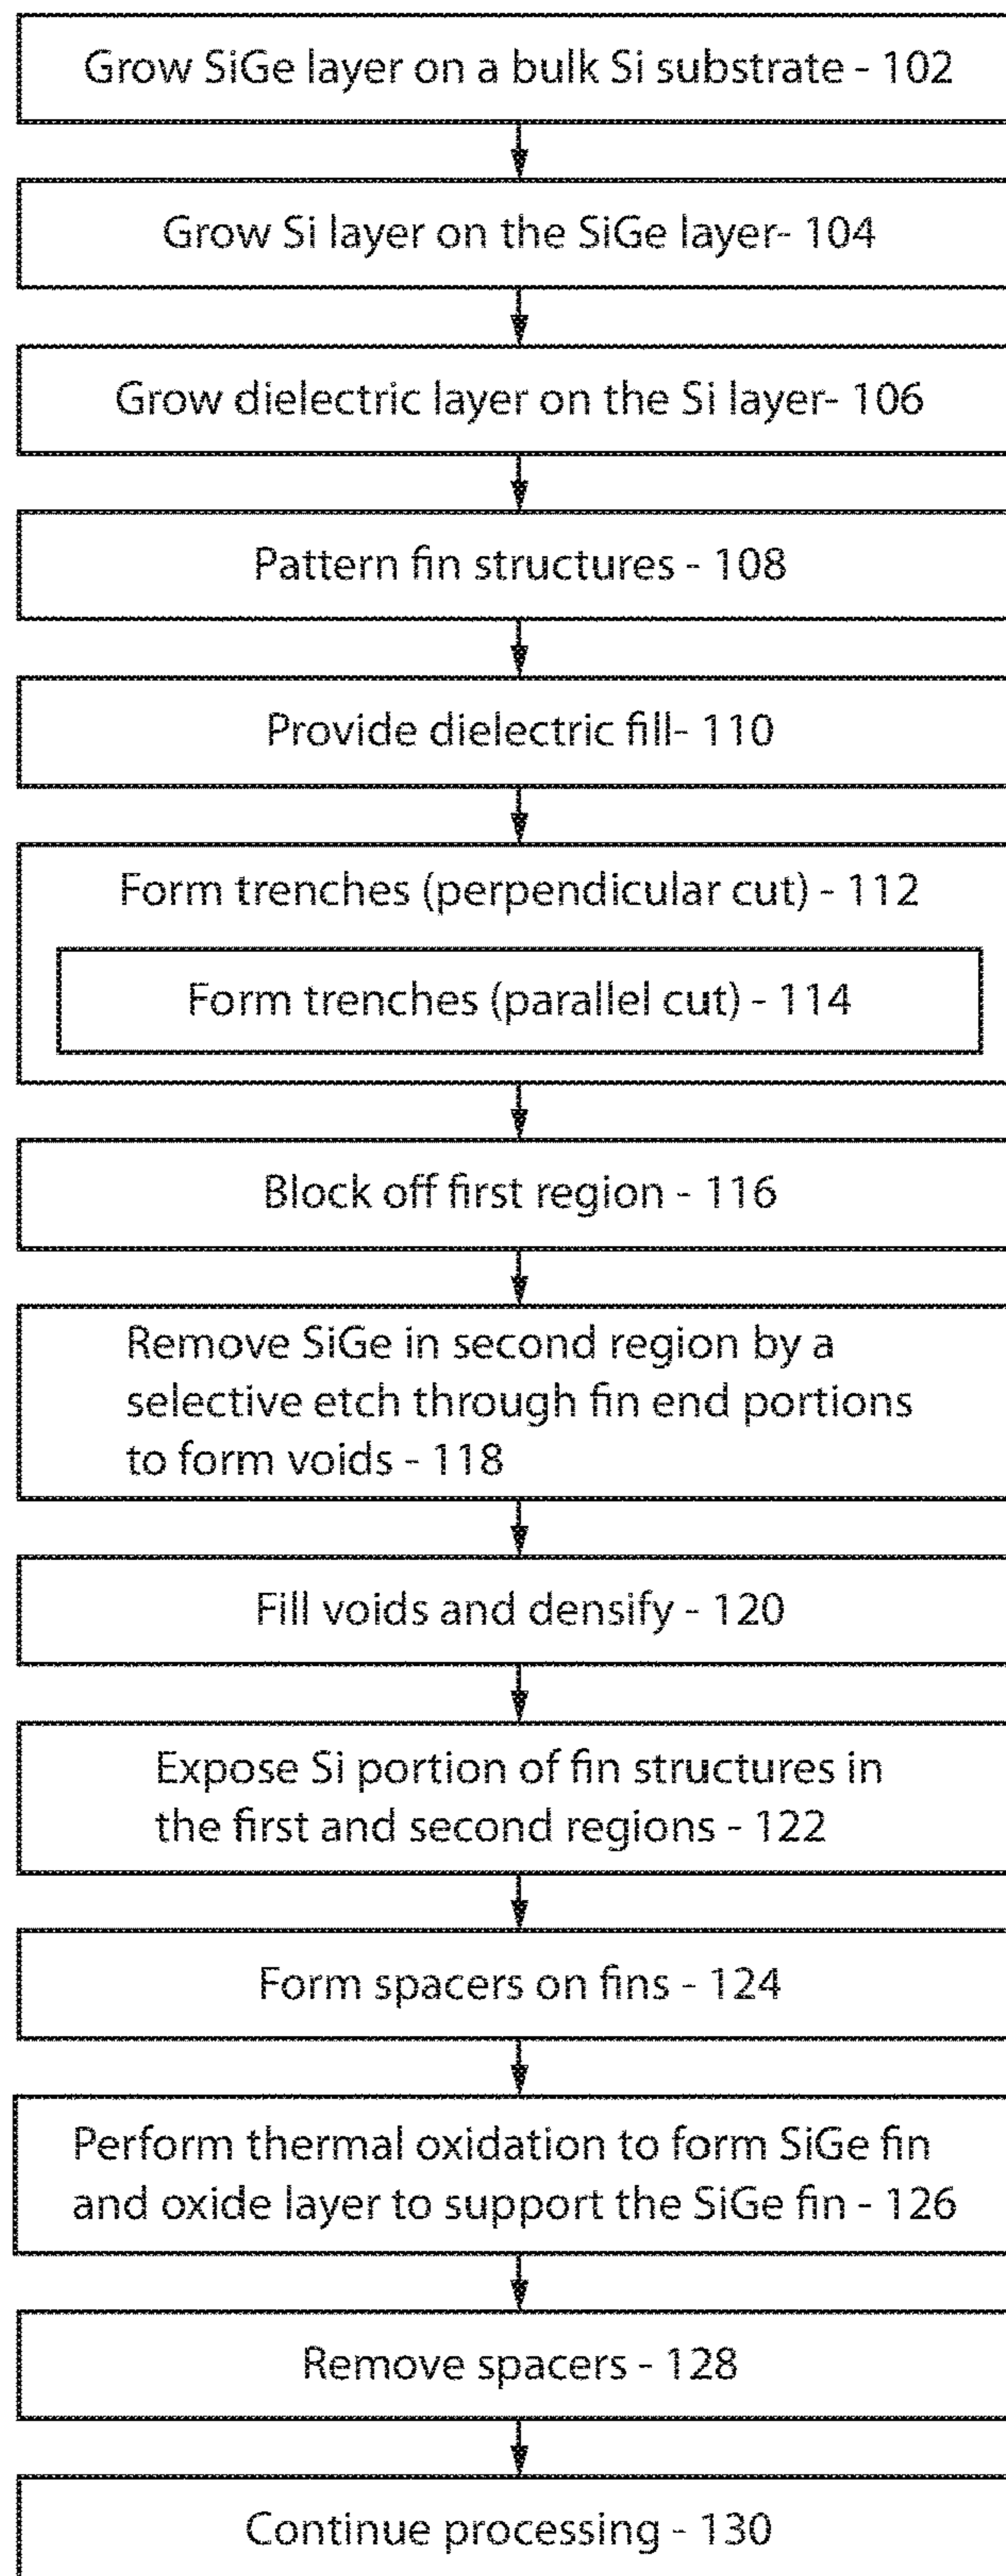 Grow SiGe layer on a bulk Si substrate - 102
Grow Si layer on the SiGe layer- 104
Grow dielectric layer on the Si layer- 106
Pattern fin structures - 108
Provide dielectric fill- 110
Form trenches (perpendicular cut) - 112
Form trenches (parallel cut) - 114
Block off first region - 116
Remove SiGe in second region by a
selective etch through fin end portions
to form voids - 118
Fill voids and densify - 120
Expose Si portion of fin structures in
the first and second regions - 122
Form spacers on fins - 124
Perform thermal oxidation to form SiGe fin
and oxide layer to support the SiGe fin - 126
Remove spacers - 128
Continue processing - 130